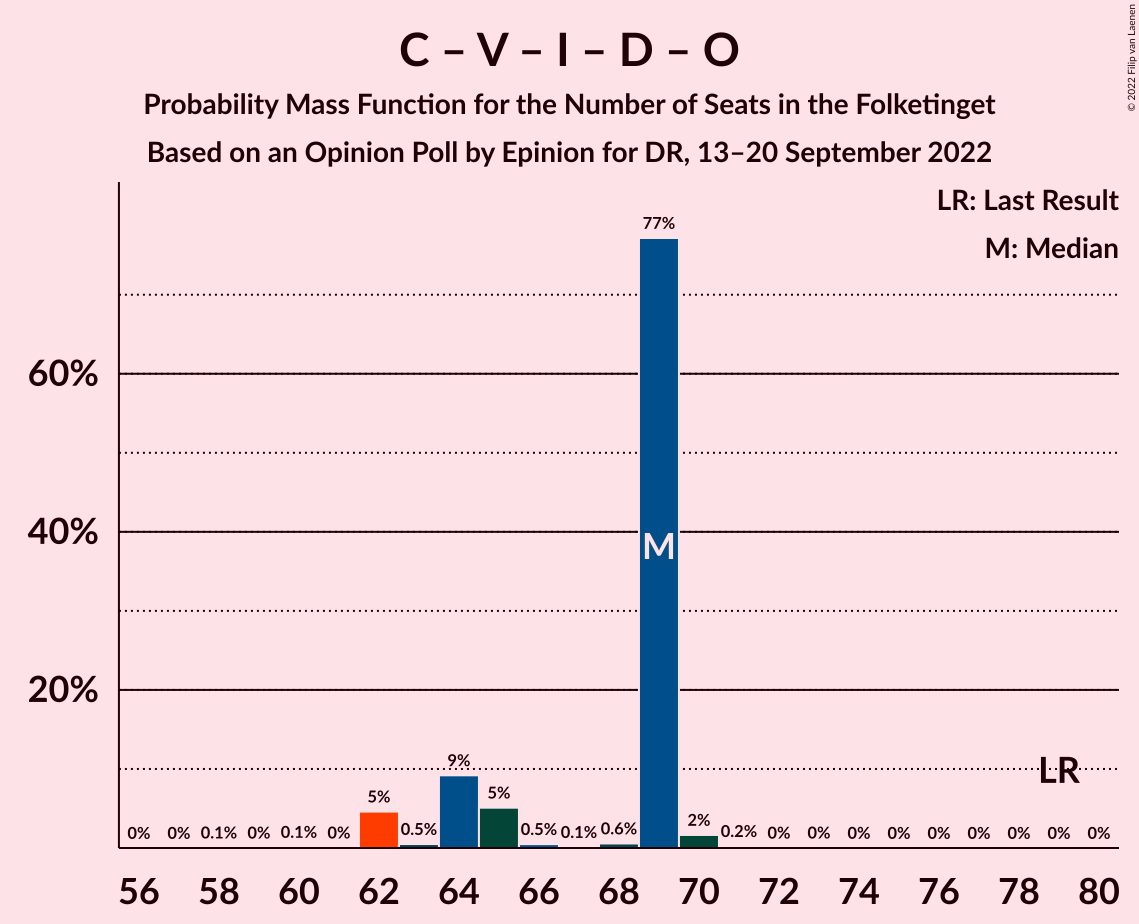 C – V – I – D – O
Probability Mass Function for the Number of Seats in the Folketinget
Based on an Opinion Poll by Epinion for DR, 13–20 September 2022
© 2022 Filip van Laenen
LR: Last Result
M: Median
77%
60%
40%
M
20%
LR
9%
5% 5%
0% 0% 0.1% 0% 0.1% 0% 0.5% 0.5% 0.1% 0.6% 2% 0.2% 0% 0% 0% 0% 0% 0% 0% 0% 0%
56 58 60 62 64 66 68 70 72 74 76 78 80